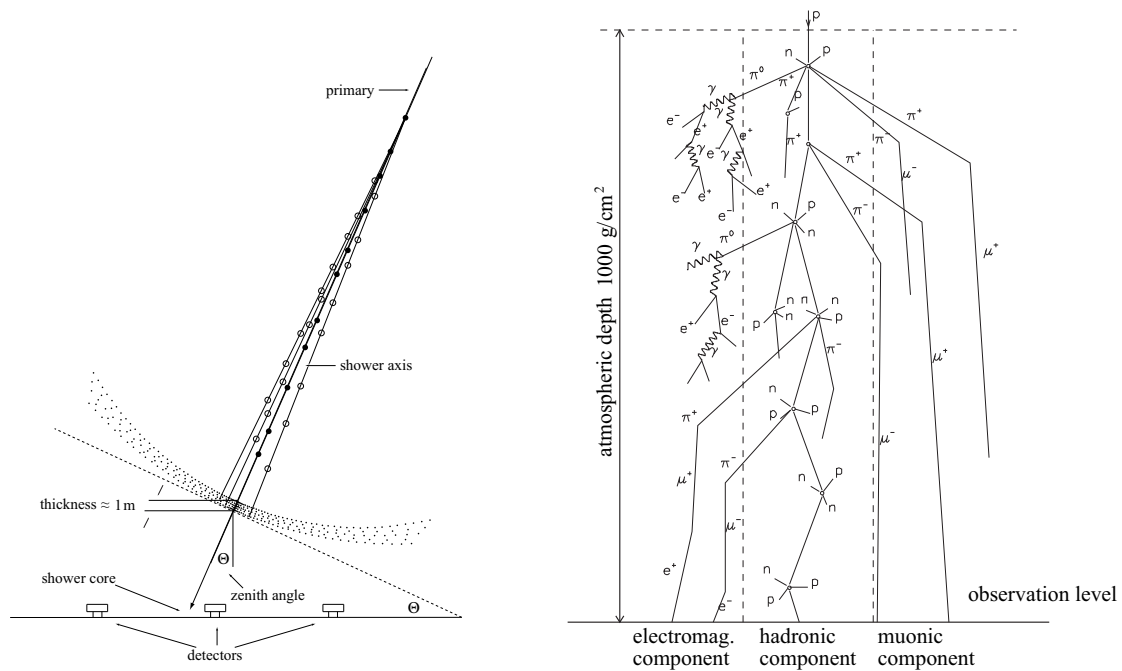 primary
shower axis
thickness ≈ 1 m
Θ
zenith angle
shower core
Θ
detectors
p
atmospheric depth 1000 g/cm²
n
p
π⁰
π⁺
π⁺
γ
p
γ
e⁻
e⁺
e⁺
π⁺
π⁻
γ
e⁻
γ
π⁺
μ⁻
e⁻
e⁺
e⁺
π⁻
e⁻
n
p
n
π⁰
γ
μ⁺
γ
n
n
n
n
p
p
e⁺
e⁻
γ
π⁻
μ⁺
n
π⁺
p
p
μ⁻
π⁻
n
p
μ⁺
μ⁻
e⁺
n
p
p
e⁻
observation level
electromag.
component
hadronic
component
muonic
component